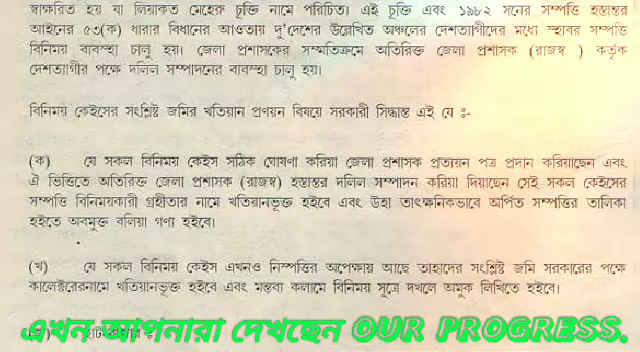 স্বাক্ষরিত হয় যা লিয়াকত মেহেরু চুক্তি নামে পরিচিত। এই চুক্তি এবং ১৯৮২ সনের সম্পত্তি হস্তান্তর
আইনের ৫৩(ক) ধারার বিধানের আওতায় দু'দেশের উল্লেখিত অঞ্চলের দেশত্যাগীদের মধ্যে স্হাবর সম্পত্তি
বিনিময় ব্যবস্হা চালু হয়। জেলা প্রশাসকের সম্মতিক্রমে অতিরিক্ত জেলা প্রশাসক (রাজস্ব ) কর্তৃক
দেশত্যাগীর পক্ষে দলিল সম্পাদনের ব্যবস্হা চালু হয়।
বিনিময় কেইসের সংশ্লিষ্ট জমির খতিয়ান প্রণয়ন বিষয়ে সরকারী সিদ্ধান্ত এই যে ঃ-
(ক) যে সকল বিনিময় কেইস সঠিক ঘোষণা করিয়া জেলা প্রশাসক প্রত্যয়ন পত্র প্রদান করিয়াছেন এবং
ঐ ভিত্তিতে অতিরিক্ত জেলা প্রশাসক (রাজস্ব) হস্তান্তর দলিল সম্পাদন করিয়া দিয়াছেন সেই সকল কেইসের
সম্পত্তি বিনিময়কারী গ্রহীতার নামে খতিয়ানভূক্ত হইবে এবং উহা তাৎক্ষনিকভাবে অর্পিত সম্পত্তির তালিকা
হইতে অবমুক্ত বলিয়া গণ্য হইবে।
(খ) যে সকল বিনিময় কেইস এখনও নিস্পত্তির অপেক্ষায় আছে তাহাদের সংশ্লিষ্ট জমি সরকারের পক্ষে
কালেক্টরেরনামে খতিয়ানভূক্ত হইবে এবং মন্তব্য কলামে বিনিময় সূত্রে দখলে অমুক লিখিতে হইবে।
এখন আপনারা দেখছেন OUR PROGRESS.